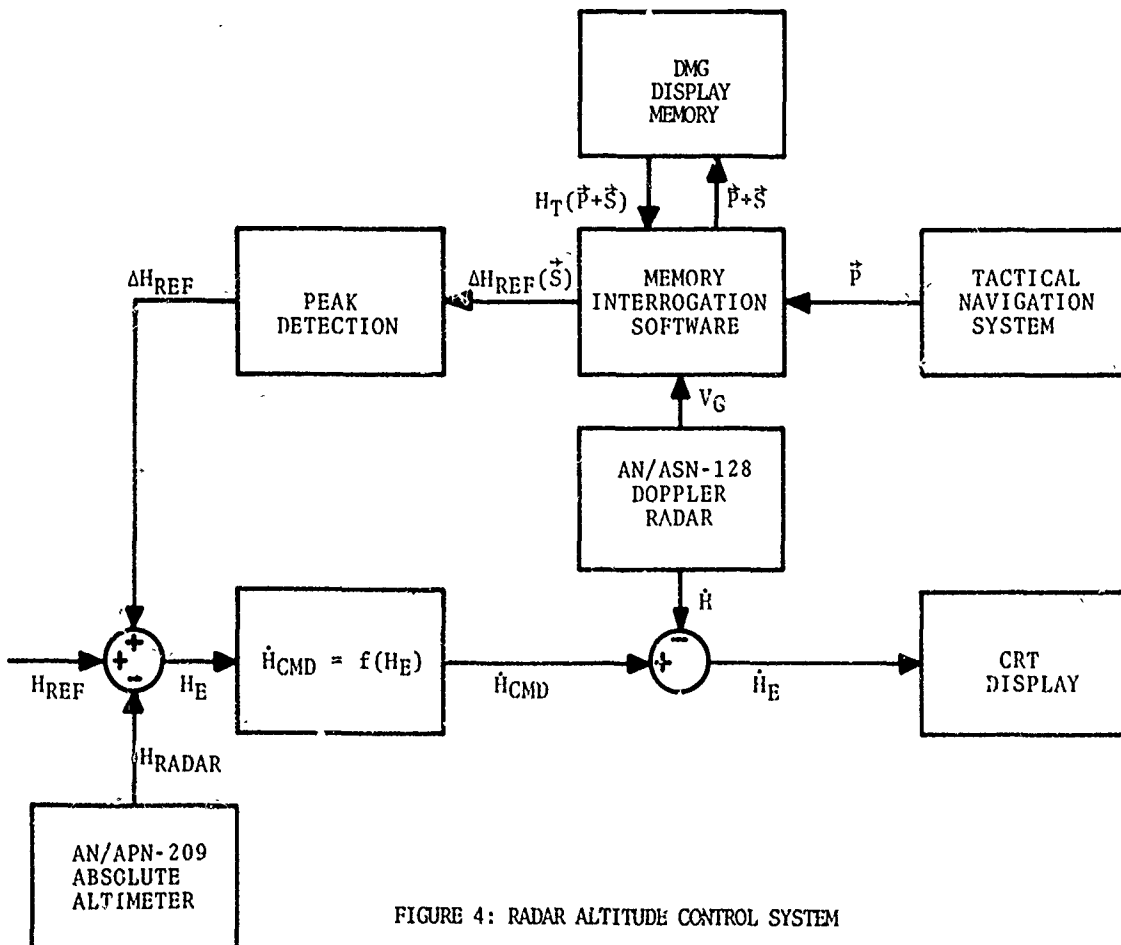 DMG
DISPLAY
MEMORY
H_T(P⃗+S⃗)
P⃗+S⃗
ΔH_REF
PEAK
DETECTION
ΔH_REF(S⃗)
MEMORY
INTERROGATION
SOFTWARE
P⃗
TACTICAL
NAVIGATION
SYSTEM
V_G
AN/ASN-128
DOPPLER
RADAR
Ḣ
+
+
-
H_REF
H_E
Ḣ_CMD = f(H_E)
Ḣ_CMD
-
+
Ḣ_E
CRT
DISPLAY
H_RADAR
AN/APN-209
ABSOLUTE
ALTIMETER
FIGURE 4: RADAR ALTITUDE CONTROL SYSTEM